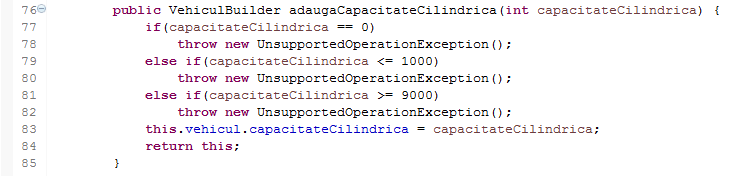 76 public VehiculBuilder adaugaCapacitateCilindrica(int capacitateCilindrica) {
77 if(capacitateCilindrica == 0)
78 throw new UnsupportedOperationException();
79 else if(capacitateCilindrica <= 1000)
80 throw new UnsupportedOperationException();
81 else if(capacitateCilindrica >= 9000)
82 throw new UnsupportedOperationException();
83 this.vehicul.capacitateCilindrica = capacitateCilindrica;
84 return this;
85 }